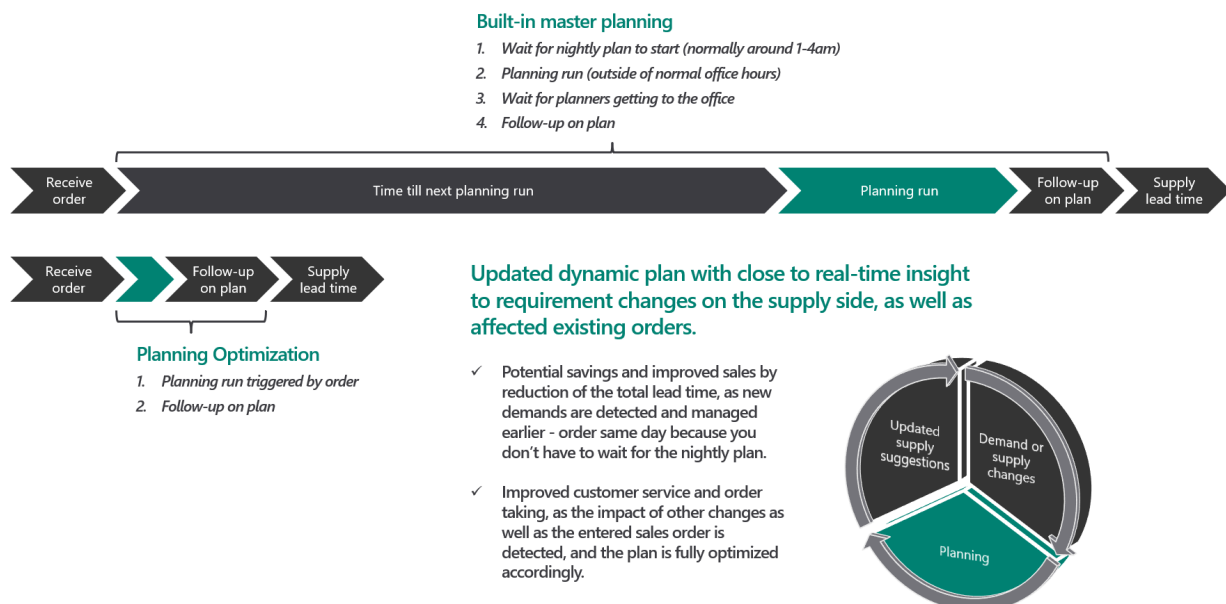 Built-in master planning
1. Wait for nightly plan to start (normally around 1-4am)
2. Planning run (outside of normal office hours)
3. Wait for planners getting to the office
4. Follow-up on plan
Receive
order
Time till next planning run
Planning run
Follow-up
on plan
Supply
lead time
Receive
order
Follow-up
on plan
Supply
lead time
Planning Optimization
1. Planning run triggered by order
2. Follow-up on plan
Updated dynamic plan with close to real-time insight
to requirement changes on the supply side, as well as
affected existing orders.
✓ Potential savings and improved sales by
reduction of the total lead time, as new
demands are detected and managed
earlier - order same day because you
don't have to wait for the nightly plan.
✓ Improved customer service and order
taking, as the impact of other changes as
well as the entered sales order is
detected, and the plan is fully optimized
accordingly.
Updated
supply
suggestions
Demand or
supply
changes
Planning